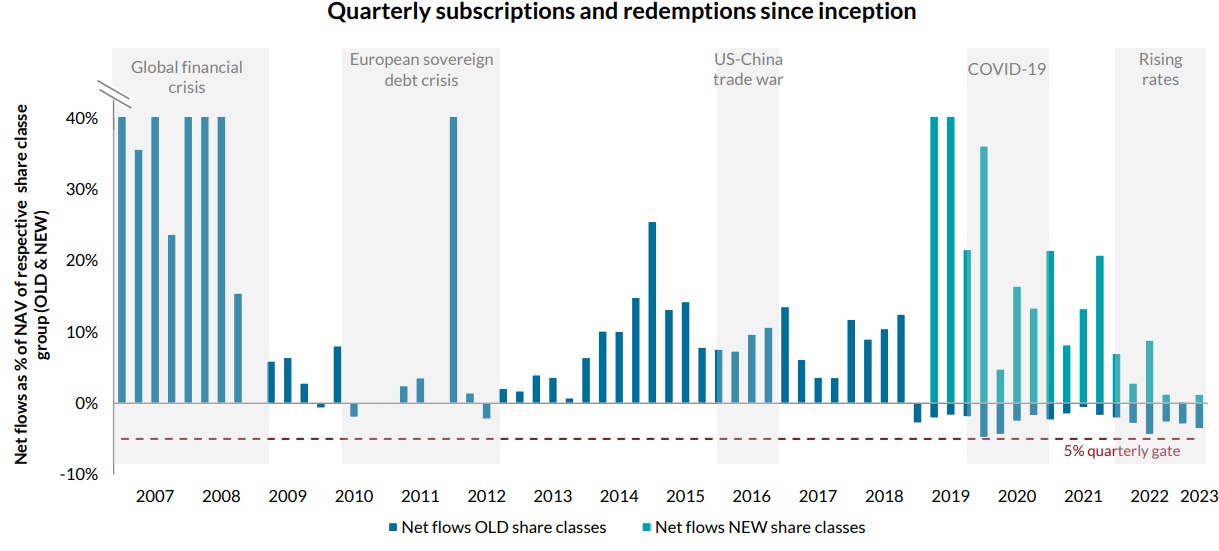 Quarterly subscriptions and redemptions since inception
Net flows as % of NAV of respective share classe
group (OLD & NEW)
Global financial
crisis
European sovereign
debt crisis
US-China
trade war
COVID-19
Rising
rates
40%
30%
20%
10%
0%
-10%
5% quarterly gate
2007 2008 2009 2010 2011 2012 2013 2014 2015 2016 2017 2018 2019 2020 2021 2022 2023
Net flows OLD share classes Net flows NEW share classes